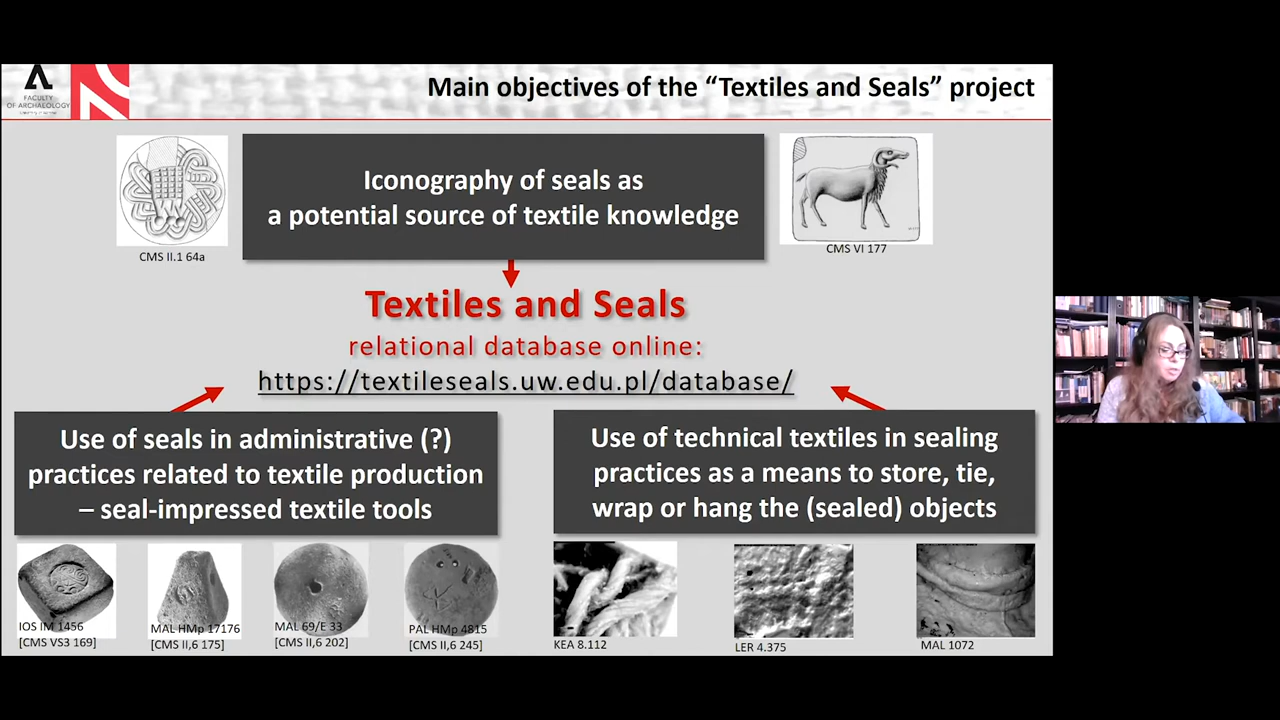 FACULTY
OF ARCHAEOLOGY
Main objectives of the “Textiles and Seals” project
Iconography of seals as
a potential source of textile knowledge
CMS II.1 64a
CMS VI 177
Textiles and Seals
relational database online:
https://textileseals.uw.edu.pl/database/
Use of seals in administrative (?)
practices related to textile production
– seal-impressed textile tools
Use of technical textiles in sealing
practices as a means to store, tie,
wrap or hang the (sealed) objects
IOS IM 1456
[CMS VS3 169]
MAL HMp 17176
[CMS II,6 175]
MAL 69/E 33
[CMS II,6 202]
PAL HMp 4815
[CMS II,6 245]
KEA 8.112
LER 4.375
MAL 1072